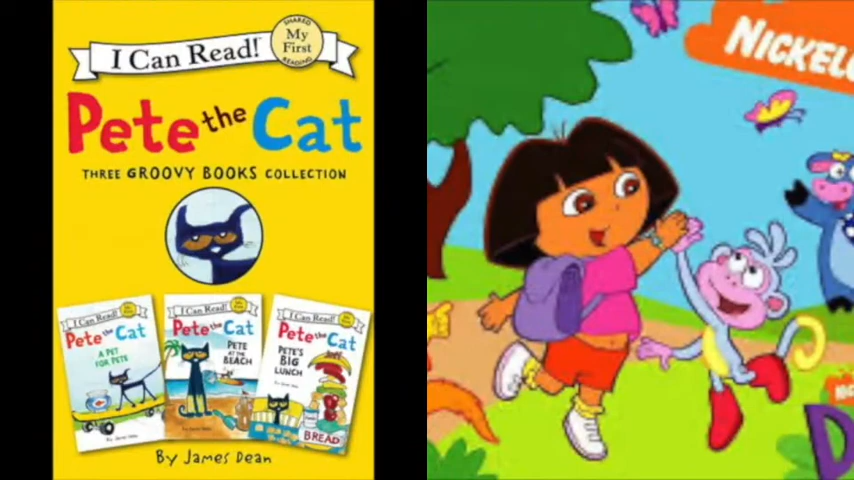 I Can Read!
SHARED
My
First
READING
Pete the Cat
THREE GROOVY BOOKS COLLECTION
I Can Read!
Pete the Cat
A PET
FOR PETE
I Can Read!
Pete the Cat
PETE
AT THE
BEACH
I Can Read!
Pete the Cat
PETE'S
BIG
LUNCH
BREAD
By JAMES DEAN
NICKELO
D